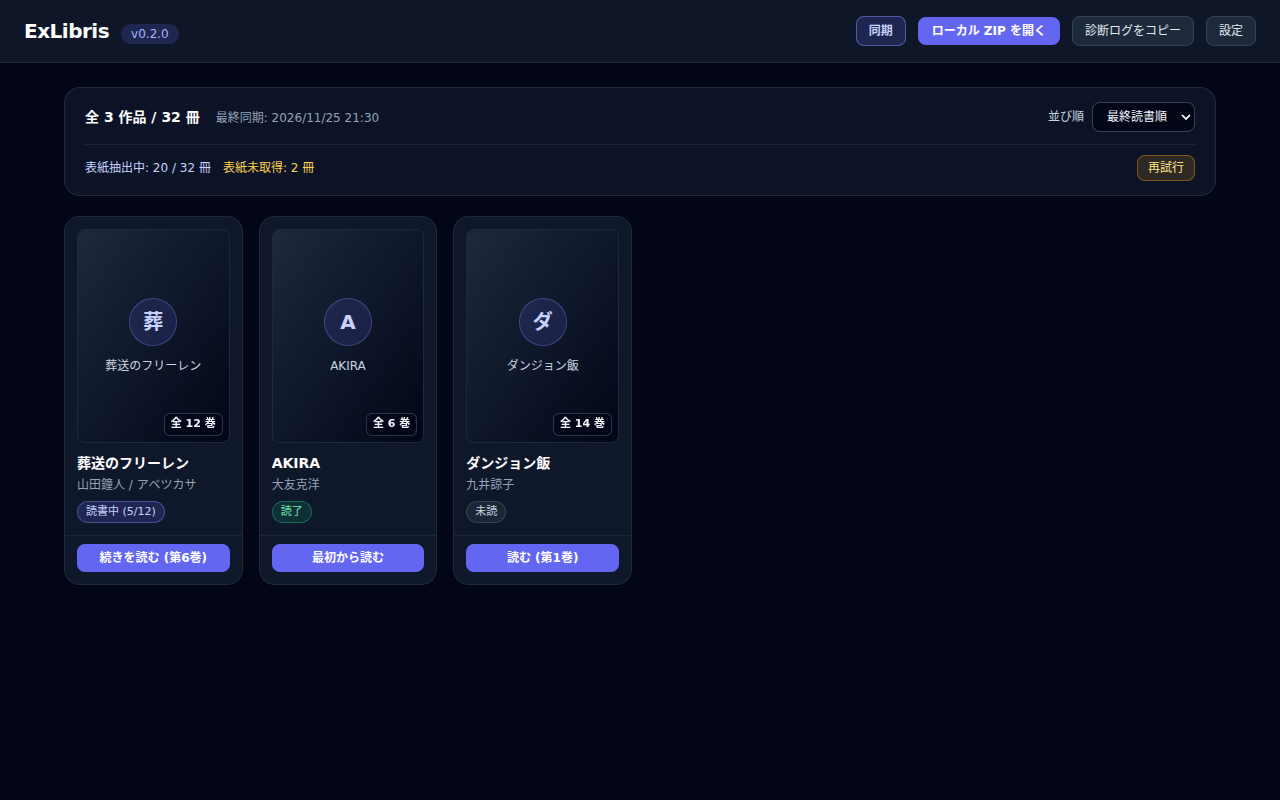 ExLibris v0.2.0 同期 ローカル ZIP を開く 診断ログをコピー 設定
全 3 作品 / 32 冊 最終同期: 2026/11/25 21:30 並び順 最終読書順
表紙抽出中: 20 / 32 冊 表紙未取得: 2 冊 再試行
葬
葬送のフリーレン
全 12 巻
葬送のフリーレン
山田鐘人 / アベツカサ
読書中 (5/12)
続きを読む (第6巻)
A
AKIRA
全 6 巻
AKIRA
大友克洋
読了
最初から読む
ダ
ダンジョン飯
全 14 巻
ダンジョン飯
九井諒子
未読
読む (第1巻)